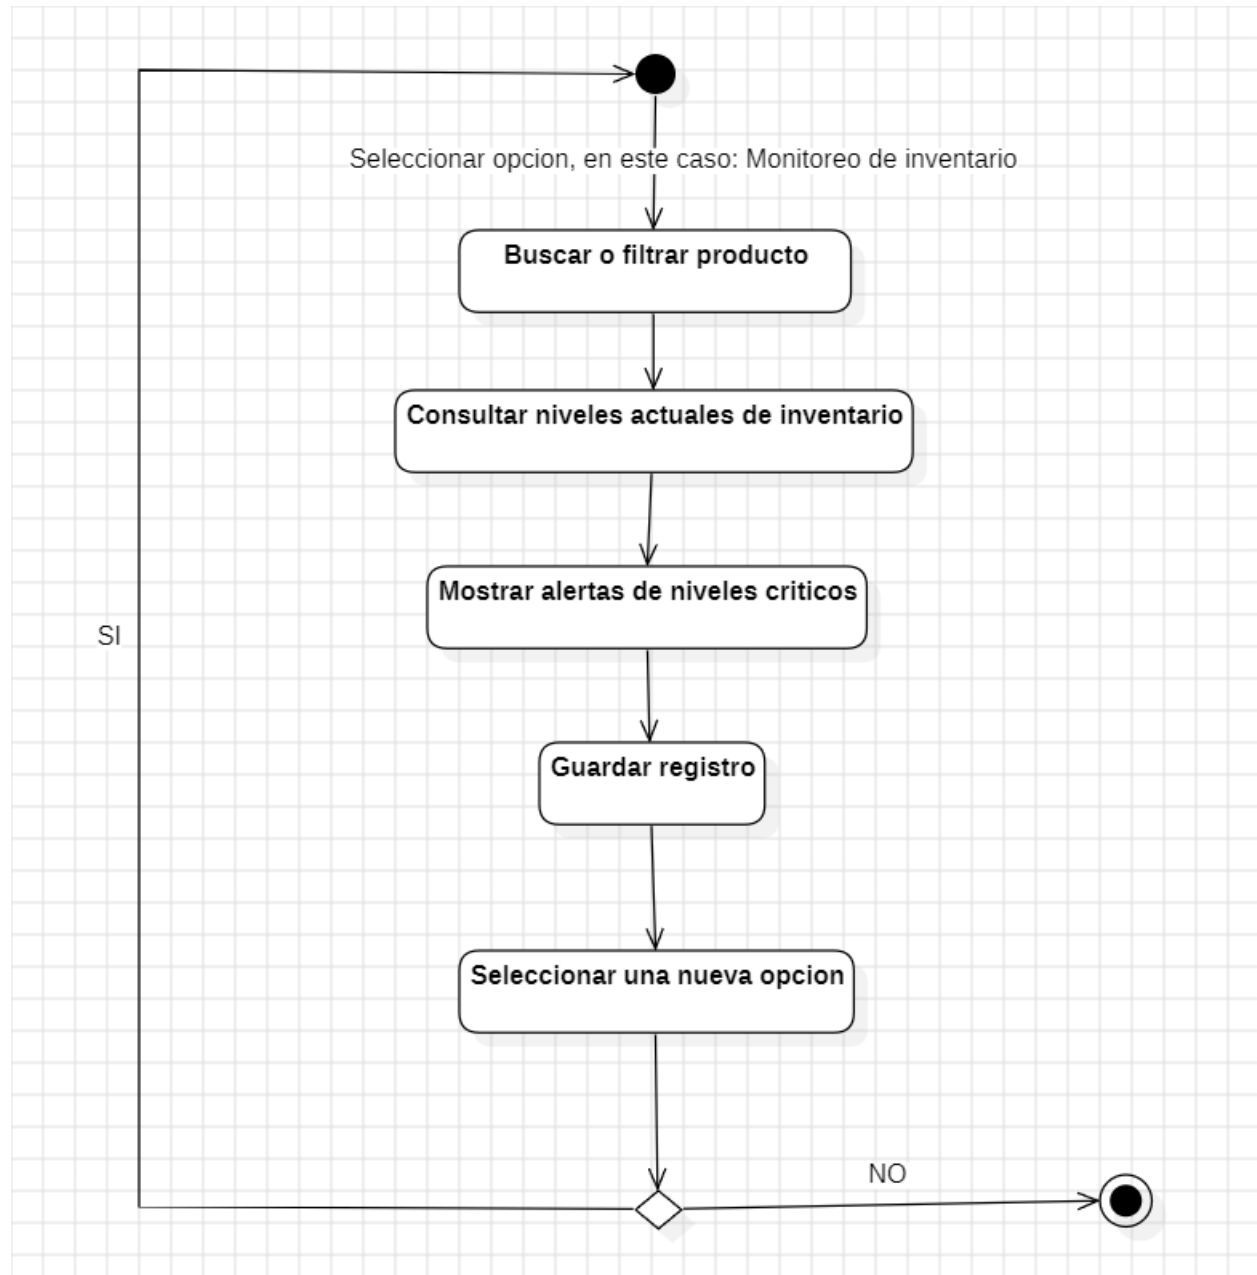 Seleccionar opcion, en este caso: Monitoreo de inventario
Buscar o filtrar producto
Consultar niveles actuales de inventario
Mostrar alertas de niveles criticos
SI
Guardar registro
Seleccionar una nueva opcion
NO